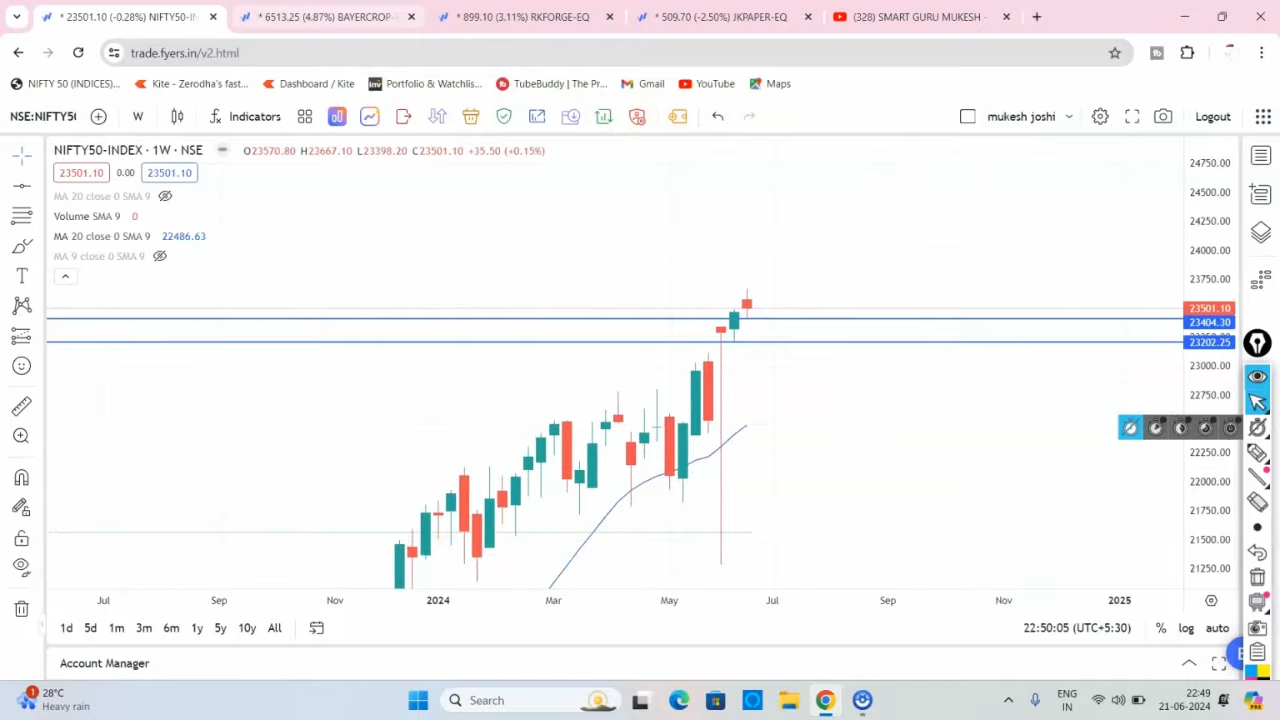 * 23501.10 (-0.28%) NIFTY50-IN
* 6513.25 (4.87%) BAYERCROP-
* 899.10 (3.11%) RKFORGE-EQ
* 509.70 (-2.50%) JKPAPER-EQ
(328) SMART GURU MUKESH -
trade.fyers.in/v2.html
NIFTY 50 (INDICES)...
Kite - Zerodha's fast...
Dashboard / Kite
Portfolio & Watchlis...
TubeBuddy | The Pr...
Gmail
YouTube
Maps
NSE:NIFTY50 W Indicators mukesh joshi Logout
NIFTY50-INDEX · 1W · NSE O23570.80 H23667.10 L23398.20 C23501.10 +35.50 (+0.15%)
23501.10 0.00 23501.10
MA 20 close 0 SMA 9
Volume SMA 9 0
MA 20 close 0 SMA 9 22486.63
MA 9 close 0 SMA 9
24750.00
24500.00
24250.00
24000.00
23750.00
23501.10
23404.30
23202.25
23000.00
22750.00
22250.00
22000.00
21750.00
21500.00
21250.00
Jul Sep Nov 2024 Mar May Jul Sep Nov 2025
1d 5d 1m 3m 6m 1y 5y 10y All 22:50:05 (UTC+5:30) % log auto
Account Manager
1
28°C
Heavy rain
Search
ENG
IN
22:49
21-06-2024